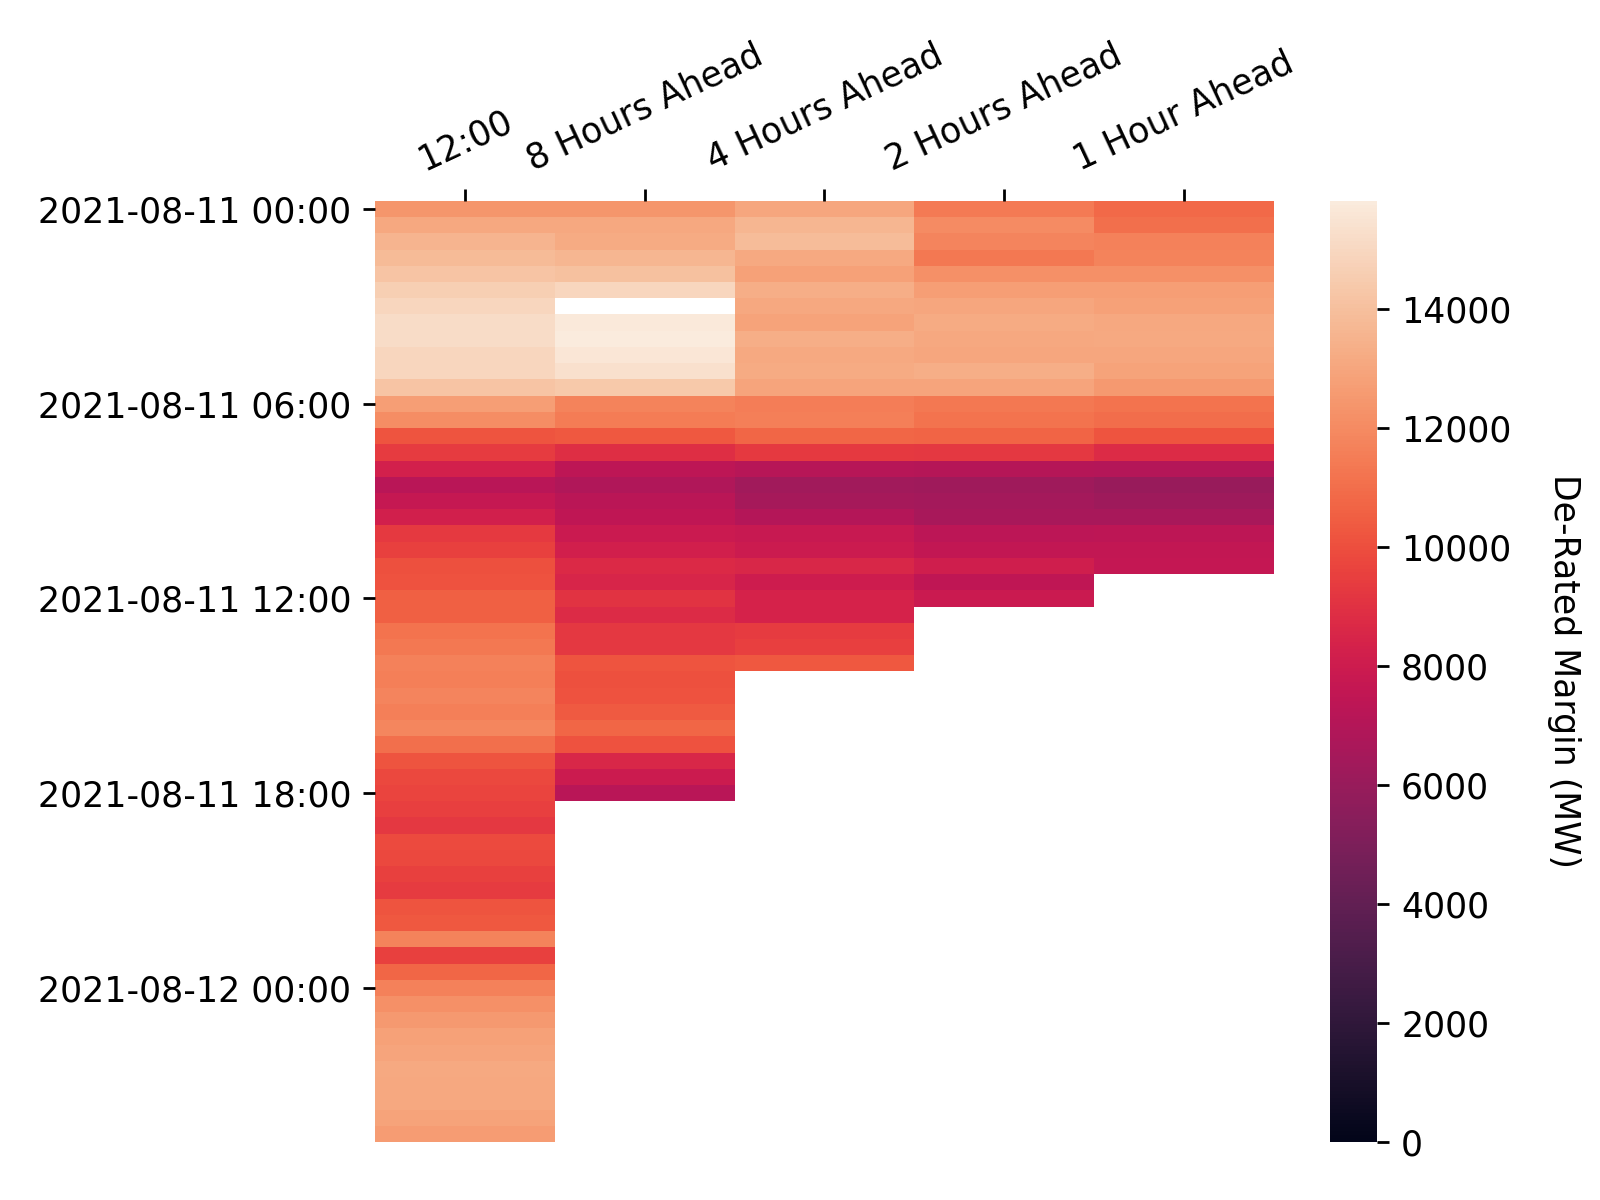 12:00
8 Hours Ahead
4 Hours Ahead
2 Hours Ahead
1 Hour Ahead
2021-08-11 00:00
2021-08-11 06:00
2021-08-11 12:00
2021-08-11 18:00
2021-08-12 00:00
14000
12000
10000
8000
6000
4000
2000
0
De-Rated Margin (MW)